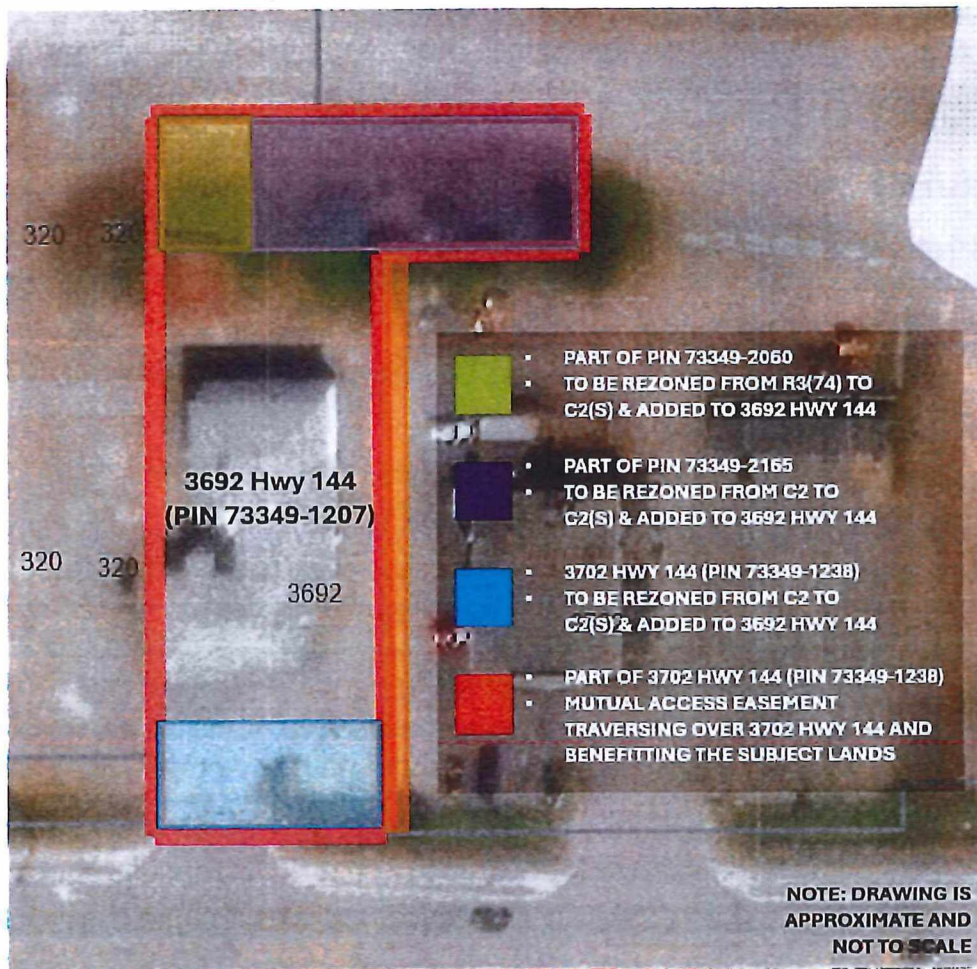 320 320
3692 Hwy 144
(PIN 73349-1207)
320 320
3692
▪ PART OF PIN 73349-2060
▪ TO BE REZONED FROM R3(74) TO
C2(S) & ADDED TO 3692 HWY 144
▪ PART OF PIN 73349-2165
▪ TO BE REZONED FROM C2 TO
C2(S) & ADDED TO 3692 HWY 144
▪ 3702 HWY 144 (PIN 73349-1238)
▪ TO BE REZONED FROM C2 TO
C2(S) & ADDED TO 3692 HWY 144
▪ PART OF 3702 HWY 144 (PIN 73349-1238)
▪ MUTUAL ACCESS EASEMENT
TRAVERSING OVER 3702 HWY 144 AND
BENEFITTING THE SUBJECT LANDS
NOTE: DRAWING IS
APPROXIMATE AND
NOT TO SCALE